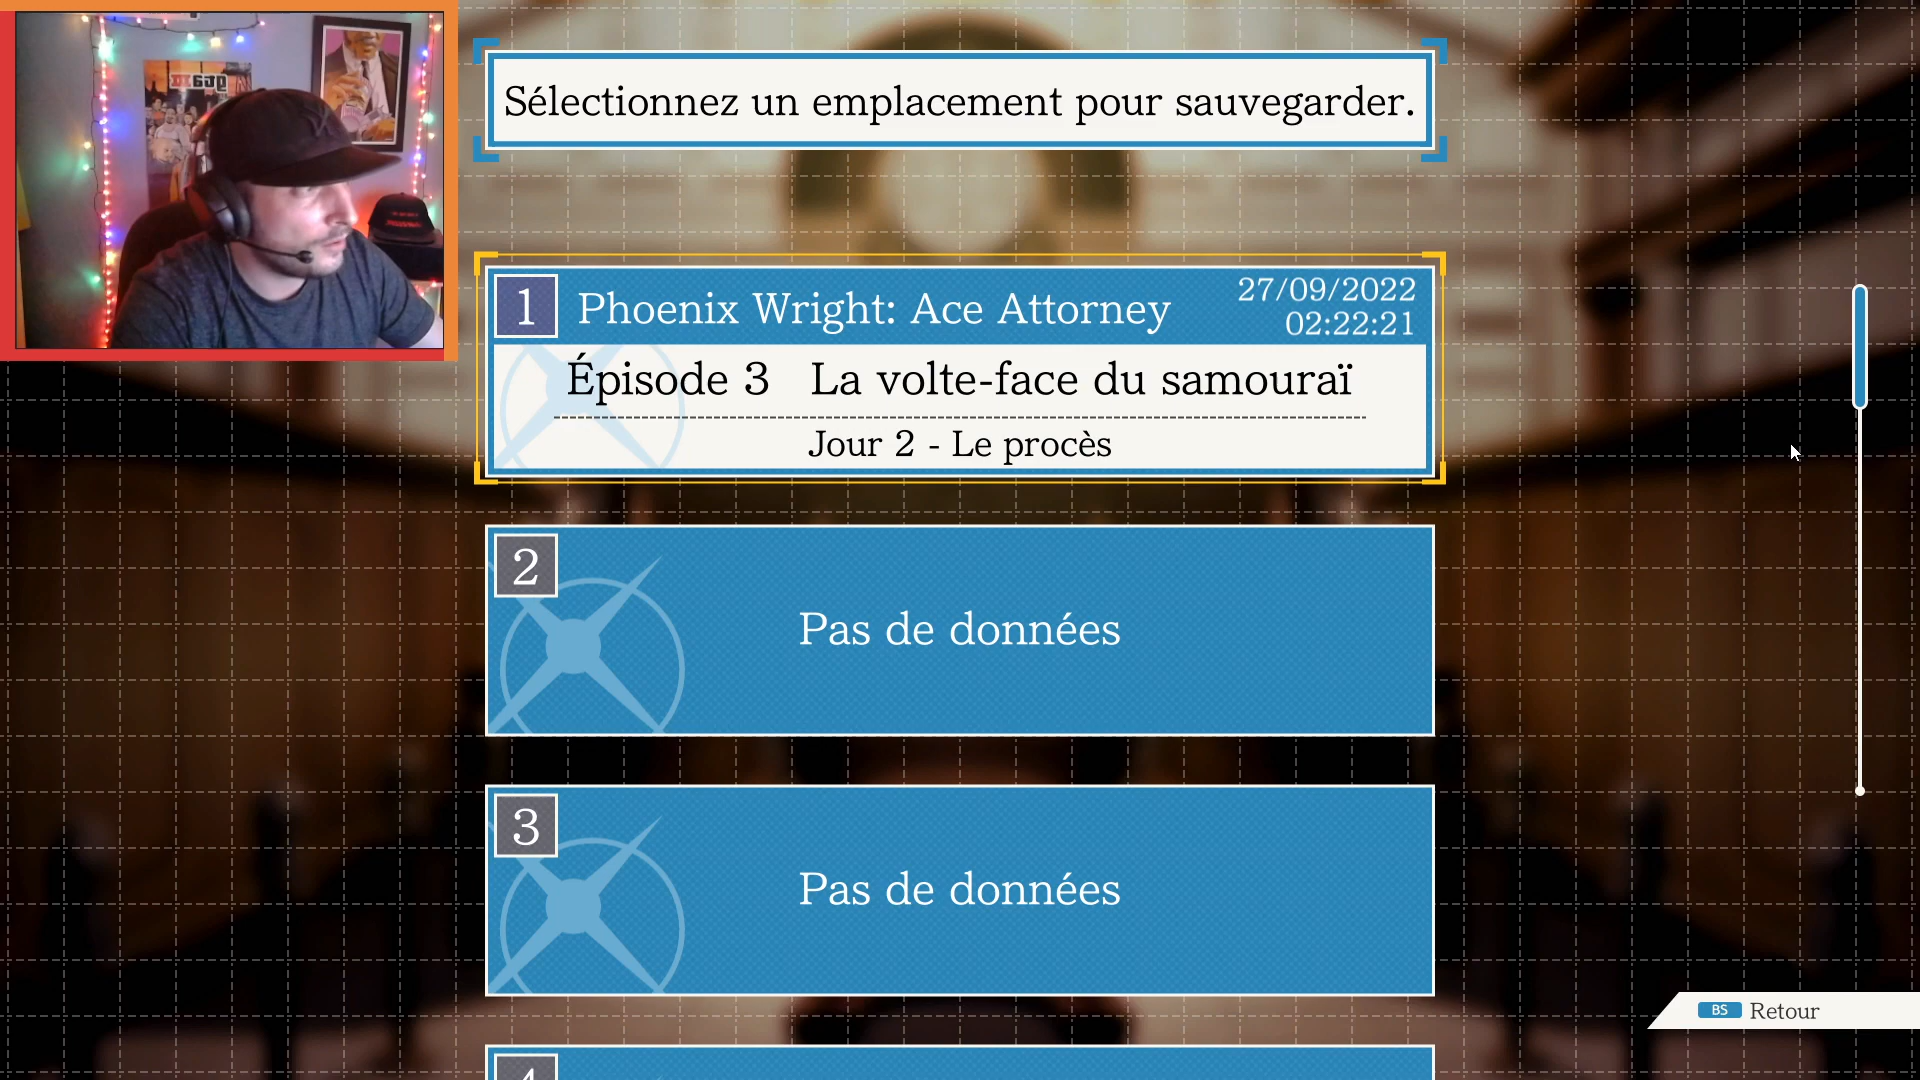 Sélectionnez un emplacement pour sauvegarder.
1 Phoenix Wright: Ace Attorney
27/09/2022
02:22:21
Épisode 3 La volte-face du samouraï
Jour 2 - Le procès
2
Pas de données
3
Pas de données
BS Retour